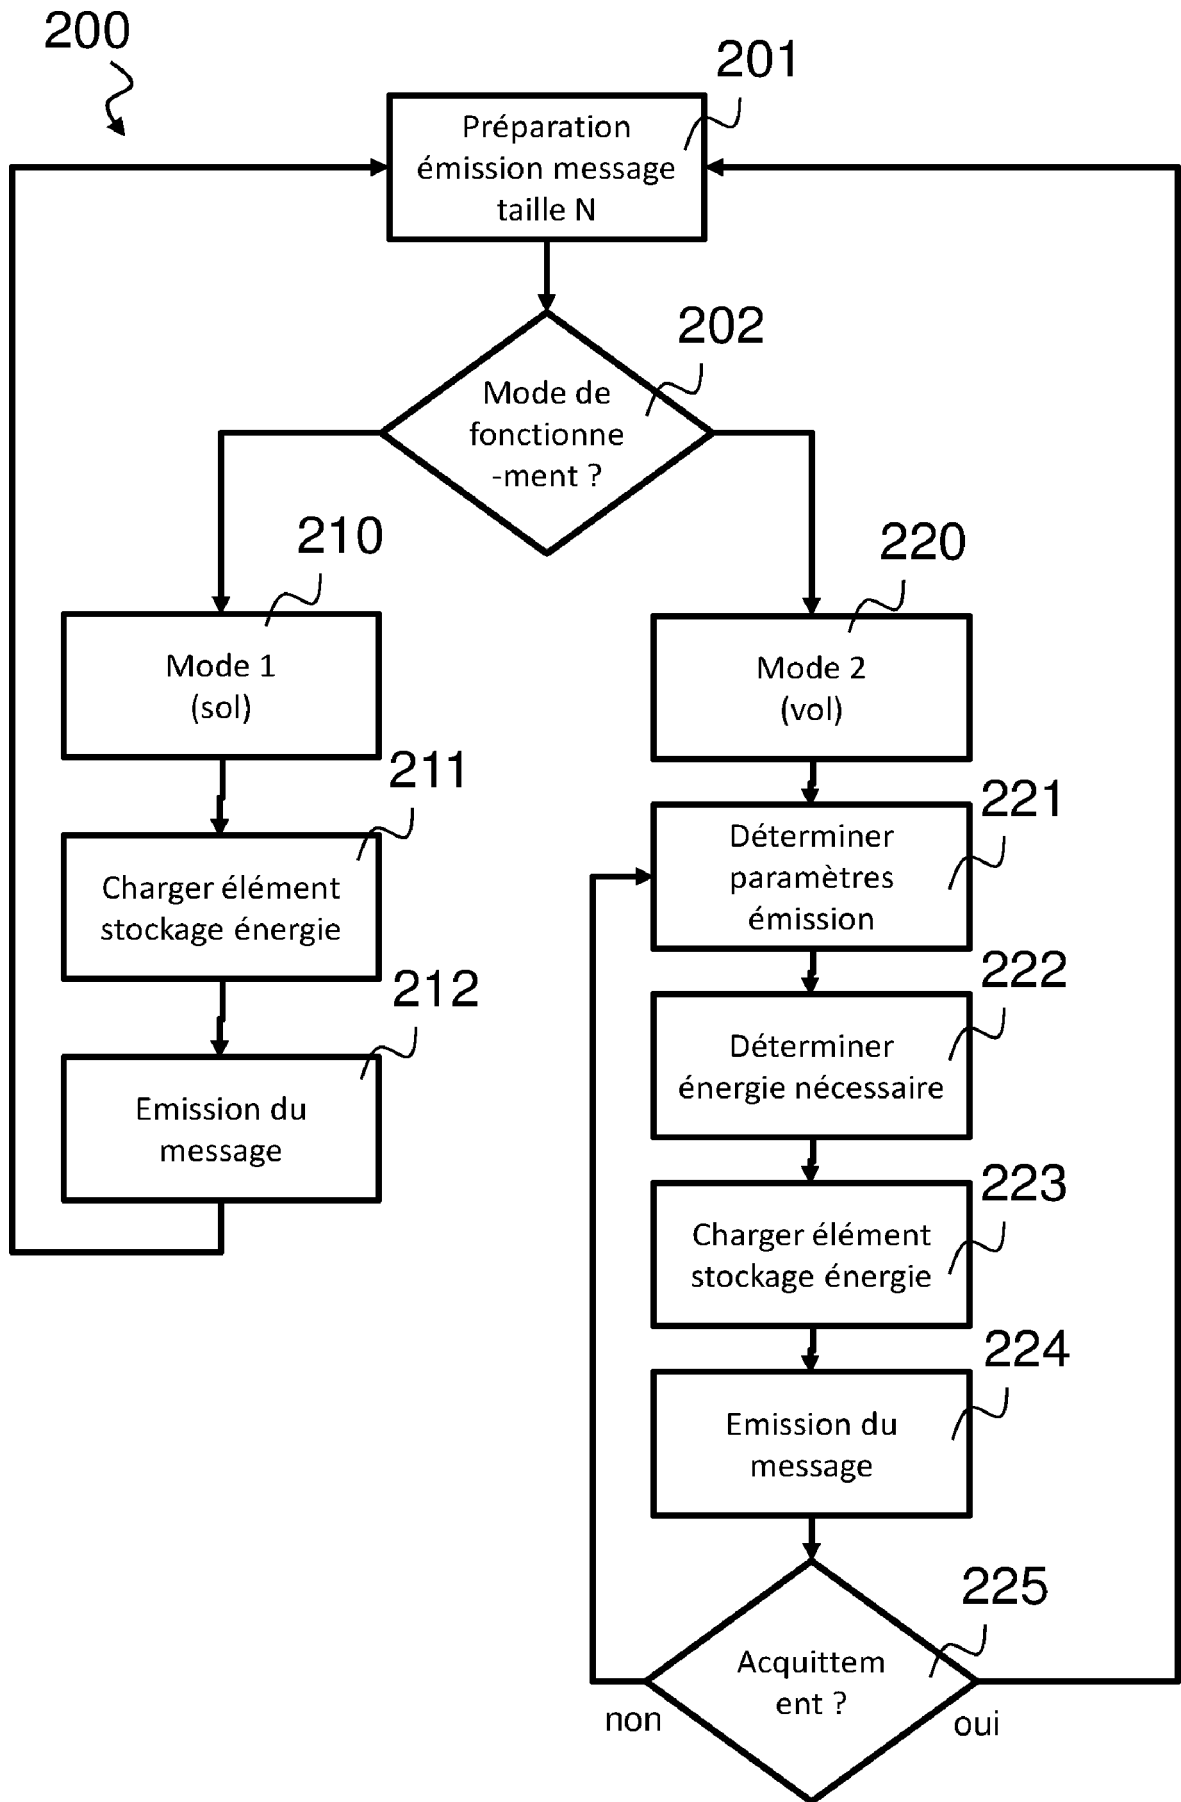 200
201
Préparation
émission message
taille N
202
Mode de
fonctionne
-ment ?
210
Mode 1
(sol)
211
Charger élément
stockage énergie
212
Emission du
message
220
Mode 2
(vol)
221
Déterminer
paramètres
émission
222
Déterminer
énergie nécessaire
223
Charger élément
stockage énergie
224
Emission du
message
225
Acquittem
ent ?
non
oui